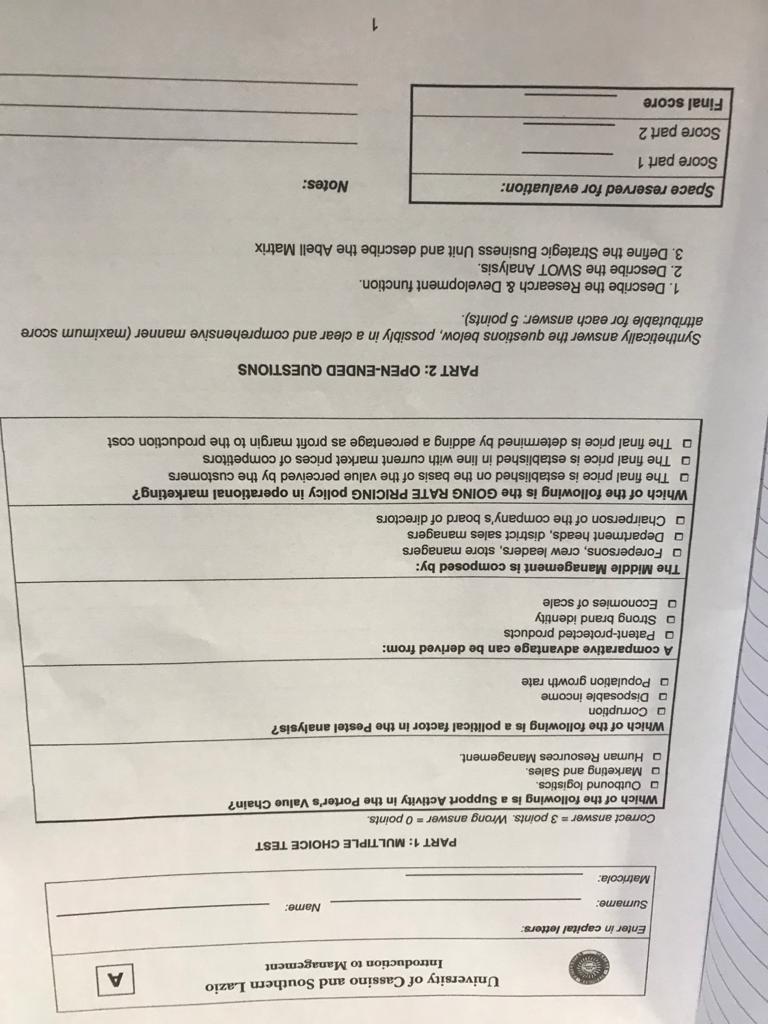 University of Cassino and Southern Lazio
Introduction to Management
A
Enter in capital letters:
Surname: Name:
Matricola:
PART 1: MULTIPLE CHOICE TEST
Correct answer = 3 points. Wrong answer = 0 points.
Which of the following is a Support Activity in the Porter's Value Chain?
Outbound logistics.
Marketing and Sales.
Human Resources Management.
Which of the following is a political factor in the Pestel analysis?
Corruption
Disposable income
Population growth rate
A comparative advantage can be derived from:
Patent-protected products
Strong brand identity
Economies of scale
The Middle Management is composed by:
Forepersons, crew leaders, store managers
Department heads, district sales managers
Chairperson of the company's board of directors
Which of the following is the GOING RATE PRICING policy in operational marketing?
The final price is established on the basis of the value perceived by the customers
The final price is established in line with current market prices of competitors
The final price is determined by adding a percentage as profit margin to the production cost
PART 2: OPEN-ENDED QUESTIONS
Synthetically answer the questions below, possibly in a clear and comprehensive manner (maximum score
attributable for each answer: 5 points).
1. Describe the Research & Development function.
2. Describe the SWOT Analysis.
3. Define the Strategic Business Unit and describe the Abell Matrix
Space reserved for evaluation:
Score part 1
Score part 2
Final score
Notes:
1